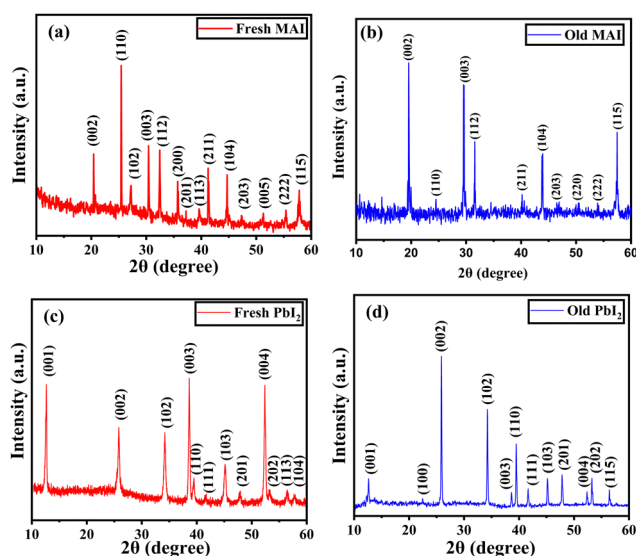 (a)
Fresh MAI
(002)
(110)
(102)
(003)
(112)
(200)
(201)
(113)
(211)
(104)
(203)
(005)
(222)
(115)
Intensity (a.u.)
10 20 30 40 50 60
2θ (degree)
(b)
Old MAI
(002)
(110)
(003)
(112)
(211)
(104)
(203)
(220)
(222)
(115)
Intensity (a.u.)
10 20 30 40 50 60
2θ (degree)
(c)
Fresh PbI₂
(001)
(002)
(102)
(003)
(110)
(111)
(103)
(201)
(004)
(202)
(113)
(104)
Intensity (a.u.)
10 20 30 40 50 60
2θ (degree)
(d)
Old PbI₂
(001)
(100)
(002)
(102)
(003)
(110)
(111)
(103)
(201)
(004)
(202)
(115)
Intensity (a.u.)
10 20 30 40 50 60
2θ (degree)